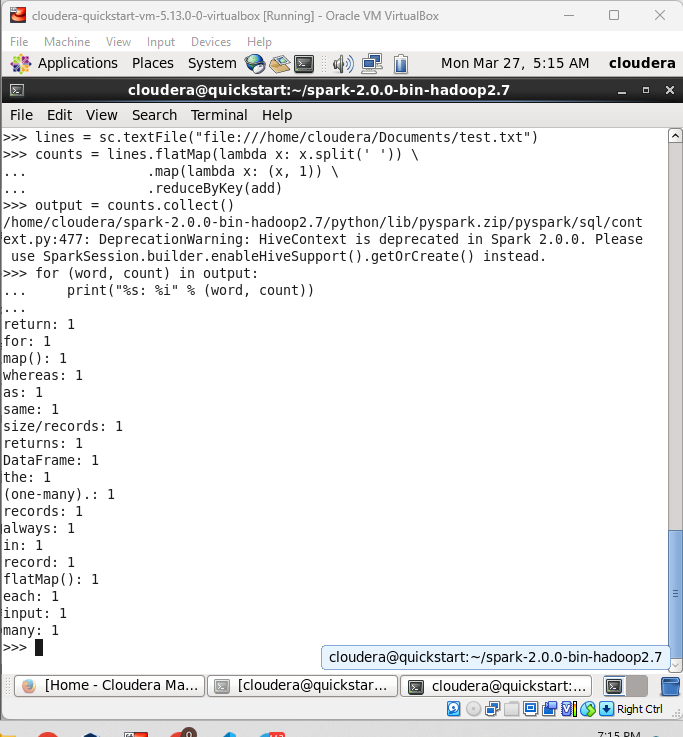 cloudera-quickstart-vm-5.13.0-0-virtualbox [Running] - Oracle VM VirtualBox
File Machine View Input Devices Help
Applications Places System Mon Mar 27, 5:15 AM cloudera
cloudera@quickstart:~/spark-2.0.0-bin-hadoop2.7
File Edit View Search Terminal Help
>>> lines = sc.textFile("file:///home/cloudera/Documents/test.txt")
>>> counts = lines.flatMap(lambda x: x.split(' ')) \
...               .map(lambda x: (x, 1)) \
...               .reduceByKey(add)
>>> output = counts.collect()
/home/cloudera/spark-2.0.0-bin-hadoop2.7/python/lib/pyspark.zip/pyspark/sql/cont
ext.py:477: DeprecationWarning: HiveContext is deprecated in Spark 2.0.0. Please
 use SparkSession.builder.enableHiveSupport().getOrCreate() instead.
>>> for (word, count) in output:
...     print("%s: %i" % (word, count))
...
return: 1
for: 1
map(): 1
whereas: 1
as: 1
same: 1
size/records: 1
returns: 1
DataFrame: 1
the: 1
(one-many).: 1
records: 1
always: 1
in: 1
record: 1
flatMap(): 1
each: 1
input: 1
many: 1
>>>
cloudera@quickstart:~/spark-2.0.0-bin-hadoop2.7
[Home - Cloudera Ma... [cloudera@quickstar... cloudera@quickstart:...
Right Ctrl
7:15 PM